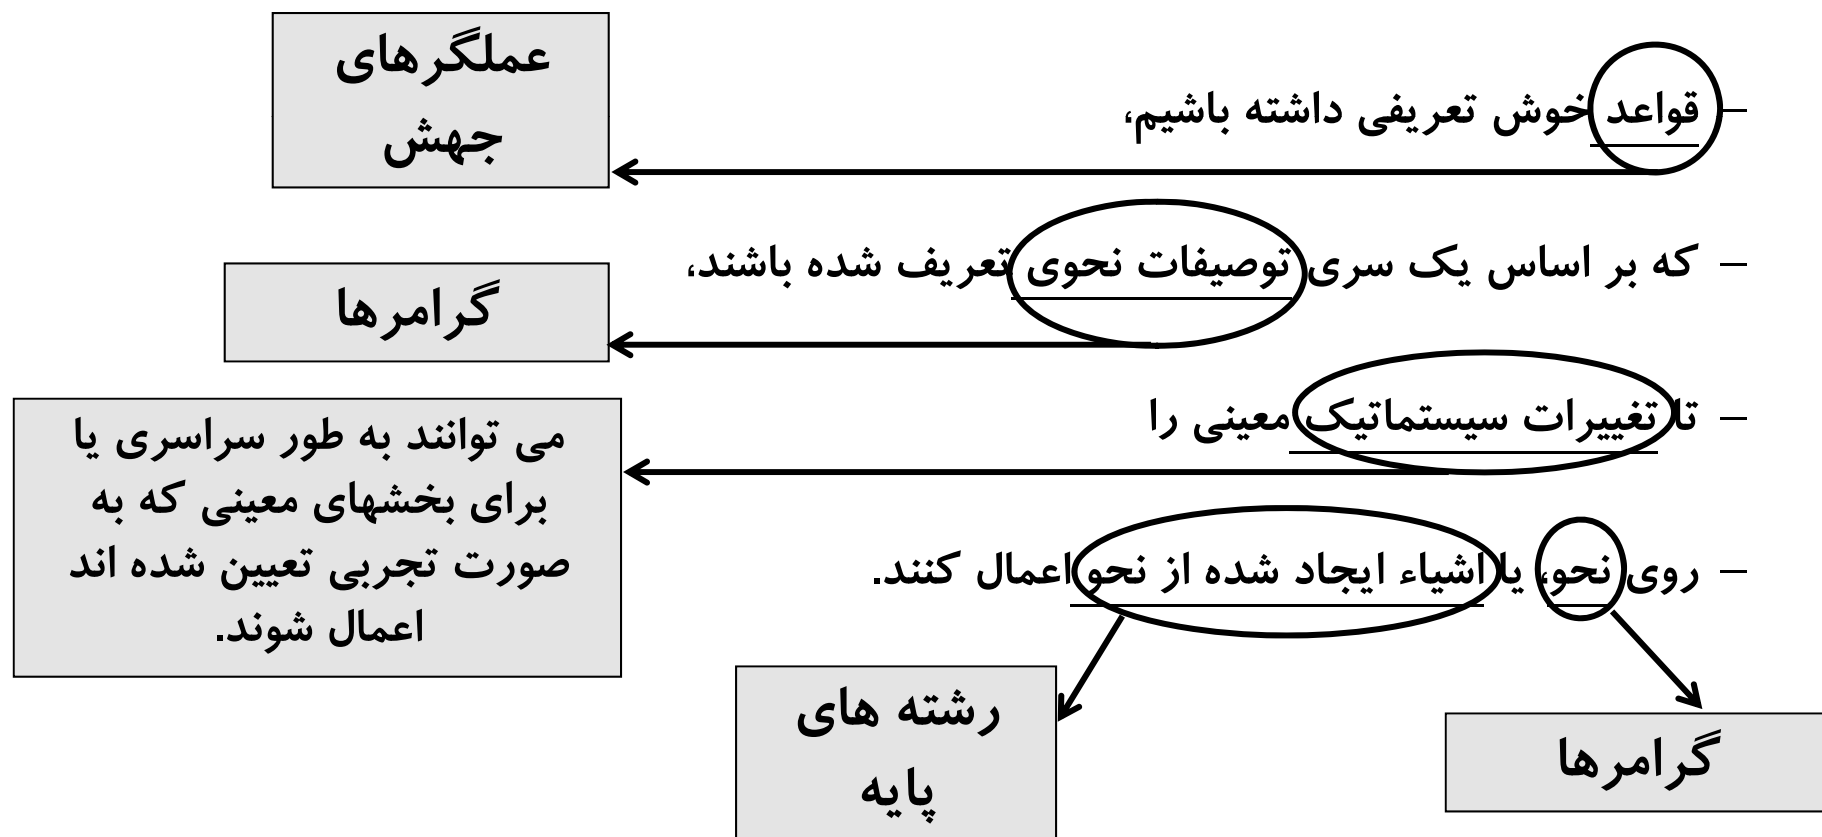 عملگرهای
جهش
– قواعد خوش تعریفی داشته باشیم،
– که بر اساس یک سری توصیفات نحوی تعریف شده باشند،
گرامرها
– تا تغییرات سیستماتیک معینی را
می توانند به طور سراسری یا
برای بخشهای معینی که به
صورت تجربی تعیین شده اند
اعمال شوند.
– روی نحو، یا اشیاء ایجاد شده از نحو اعمال کنند.
رشته های
پایه
گرامرها